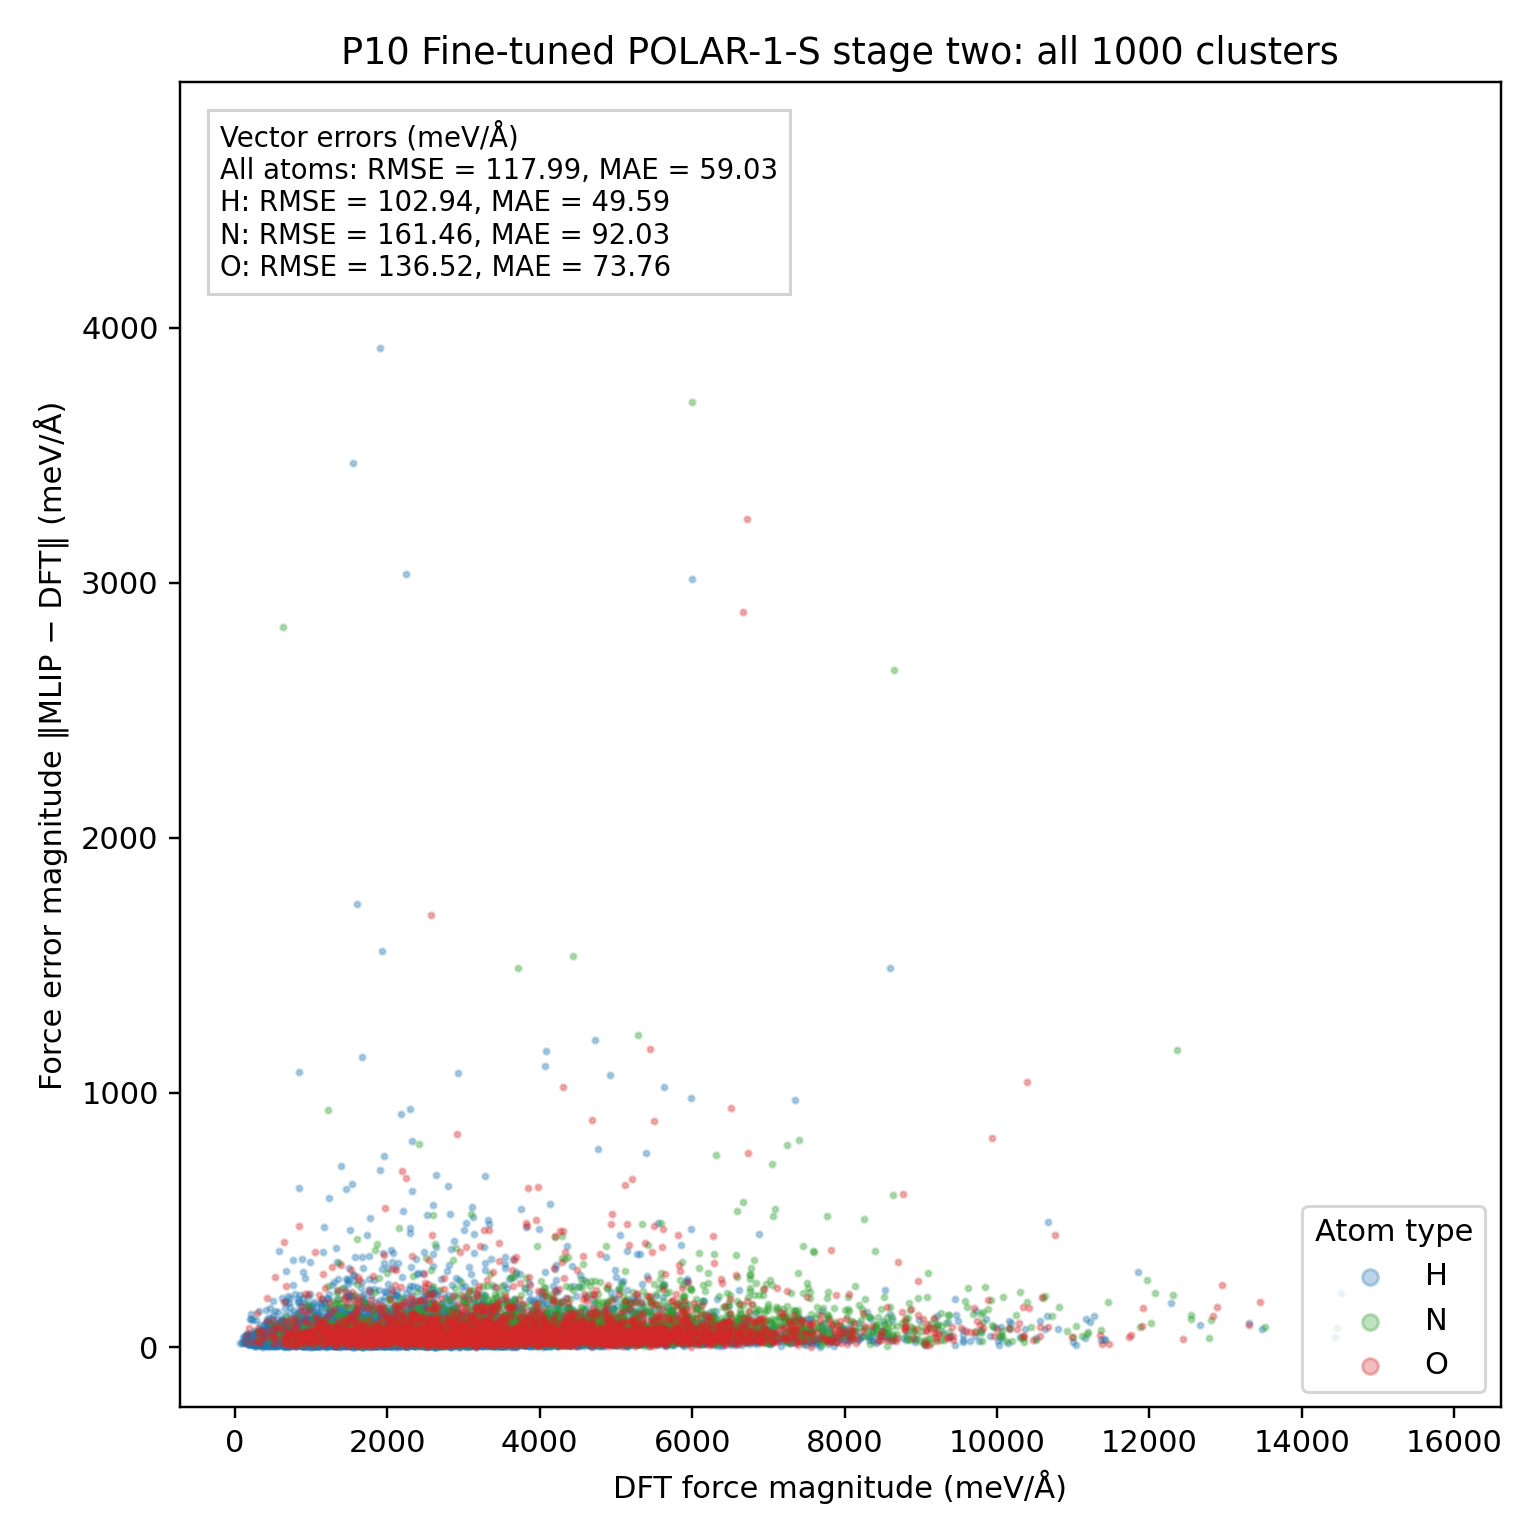 P10 Fine-tuned POLAR-1-S stage two: all 1000 clusters
Vector errors (meV/Å)
All atoms: RMSE = 117.99, MAE = 59.03
H: RMSE = 102.94, MAE = 49.59
N: RMSE = 161.46, MAE = 92.03
O: RMSE = 136.52, MAE = 73.76
Force error magnitude ‖MLIP − DFT‖ (meV/Å)
4000
3000
2000
1000
0
Atom type
H
N
O
0 2000 4000 6000 8000 10000 12000 14000 16000
DFT force magnitude (meV/Å)